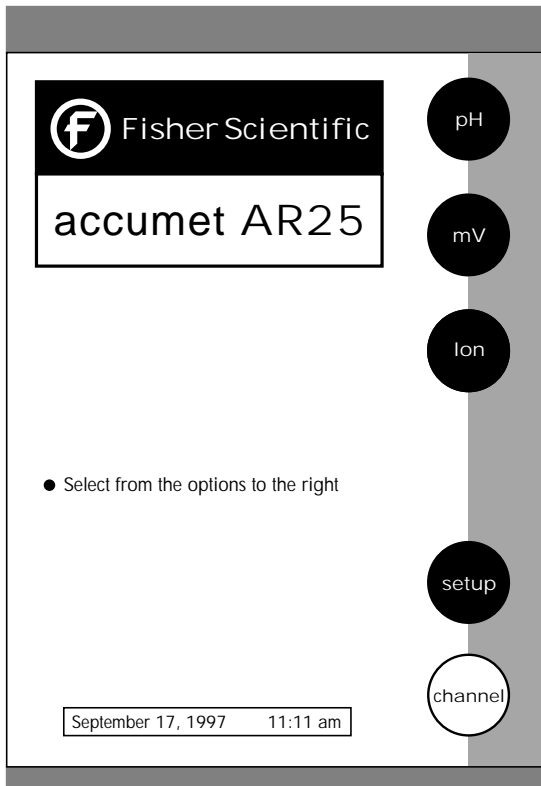 Fisher Scientific
accumet AR25
pH
mV
Ion
● Select from the options to the right
setup
channel
September 17, 1997 11:11 am